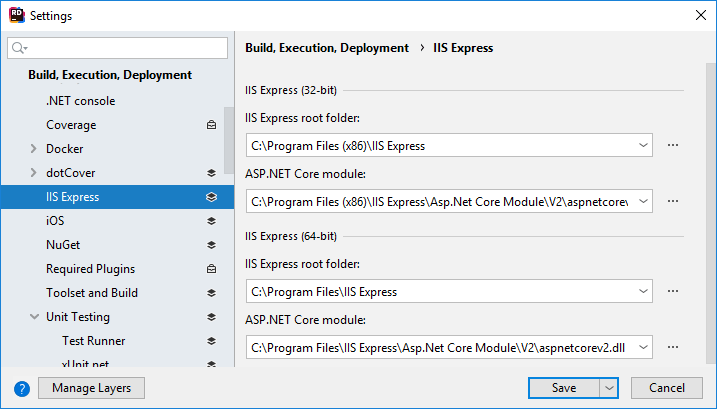 RD
Settings
Build, Execution, Deployment
.NET console
Coverage
Docker
dotCover
IIS Express
iOS
NuGet
Required Plugins
Toolset and Build
Unit Testing
Test Runner
xUnit.net
Build, Execution, Deployment › IIS Express
IIS Express (32-bit)
IIS Express root folder:
C:\Program Files (x86)\IIS Express
ASP.NET Core module:
C:\Program Files (x86)\IIS Express\Asp.Net Core Module\V2\aspnetcorev
IIS Express (64-bit)
IIS Express root folder:
C:\Program Files\IIS Express
ASP.NET Core module:
C:\Program Files\IIS Express\Asp.Net Core Module\V2\aspnetcorev2.dll
? Manage Layers
Save
Cancel